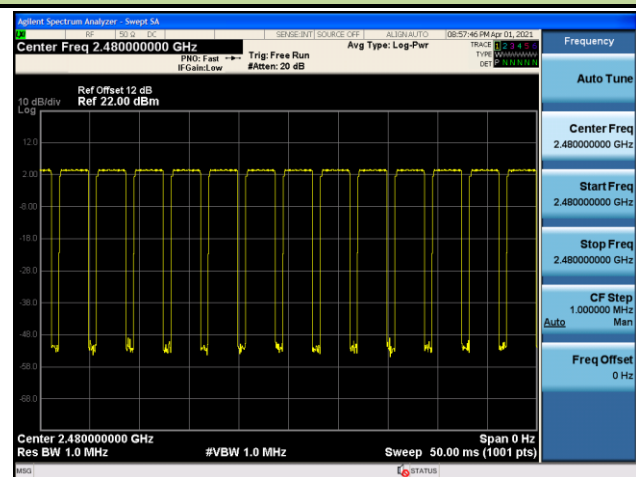 Agilent Spectrum Analyzer - Swept SA
LXI RF 50 Ω DC SENSE:INT SOURCE OFF ALIGN AUTO 08:57:46 PM Apr 01, 2021
Center Freq 2.480000000 GHz
PNO: Fast
IFGain:Low
Trig: Free Run
#Atten: 20 dB
Avg Type: Log-Pwr
TRACE 1 2 3 4 5 6
TYPE WWWWWW
DET P N N N N N
Frequency
Auto Tune
Center Freq
2.480000000 GHz
Start Freq
2.480000000 GHz
Stop Freq
2.480000000 GHz
CF Step
1.000000 MHz
Auto Man
Freq Offset
0 Hz
Ref Offset 12 dB
10 dB/div Ref 22.00 dBm
Log
12.0
2.00
-8.00
-18.0
-28.0
-38.0
-48.0
-58.0
-68.0
Center 2.480000000 GHz Span 0 Hz
Res BW 1.0 MHz #VBW 1.0 MHz Sweep 50.00 ms (1001 pts)
MSG STATUS